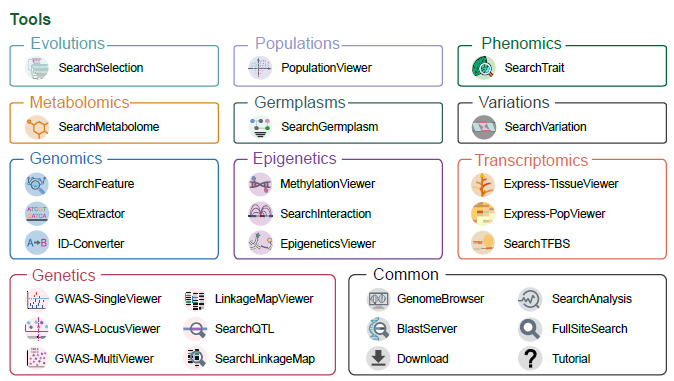 Tools
Evolutions
SearchSelection
Populations
PopulationViewer
Phenomics
SearchTrait
Metabolomics
SearchMetabolome
Germplasms
SearchGermplasm
Variations
SearchVariation
Genomics
SearchFeature
ATCGT
GATCA
SeqExtractor
A→B
ID-Converter
Epigenetics
MethylationViewer
SearchInteraction
EpigeneticsViewer
Transcriptomics
Express-TissueViewer
Express-PopViewer
SearchTFBS
Genetics
GWAS-SingleViewer
LinkageMapViewer
GWAS-LocusViewer
SearchQTL
GWAS-MultiViewer
SearchLinkageMap
Common
GenomeBrowser
SearchAnalysis
BlastServer
FullSiteSearch
Download
? Tutorial